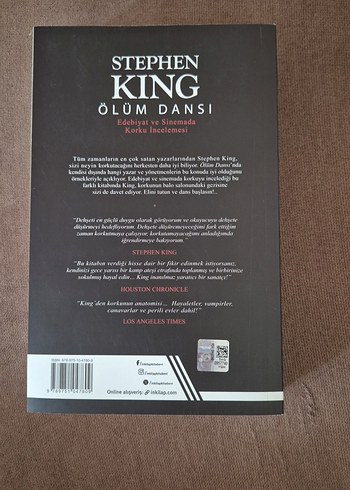 STEPHEN
KING
ÖLÜM DANSI
Edebiyat ve Sinemada
Korku İncelemesi
Tüm zamanların en çok satan yazarlarından Stephen King,
sizi neyin korkutacağını herkesten daha iyi biliyor. Ölüm Dansı'nda
kendisi dışında hangi yazar ve yönetmenlerin bu konuda iyi olduğunu
örnekleriyle açıklıyor. Edebiyat ve sinemada korkuyu incelediği bu
farklı kitabında King, korkunun balo salonundaki gezisine
sizi de davet ediyor. Elini tutun ve dans başlasın!..
"Dehşeti en güçlü duygu olarak görüyorum ve okuyucuyu dehşete
düşürmeyi hedefliyorum. Dehşete düşüremeyeceğimi fark ettiğim
zaman korkutmaya çalışıyor, korkutamayacağımı anladığımda
iğrendirmeye bakıyorum."
STEPHEN KING
"Bu kitabın verdiği hisse dair bir fikir edinmek istiyorsanız,
kendinizi gece yarısı bir kamp ateşi etrafında toplanmış ve birbirinize
sokulmuş hayal edin... King inanılmaz yaratıcı bir sanatçı!"
HOUSTON CHRONICLE
"King'den korkunun anatomisi... Hayaletler, vampirler,
canavarlar ve perili evler dahil!"
LOS ANGELES TIMES
Online alışveriş: inkilap.com